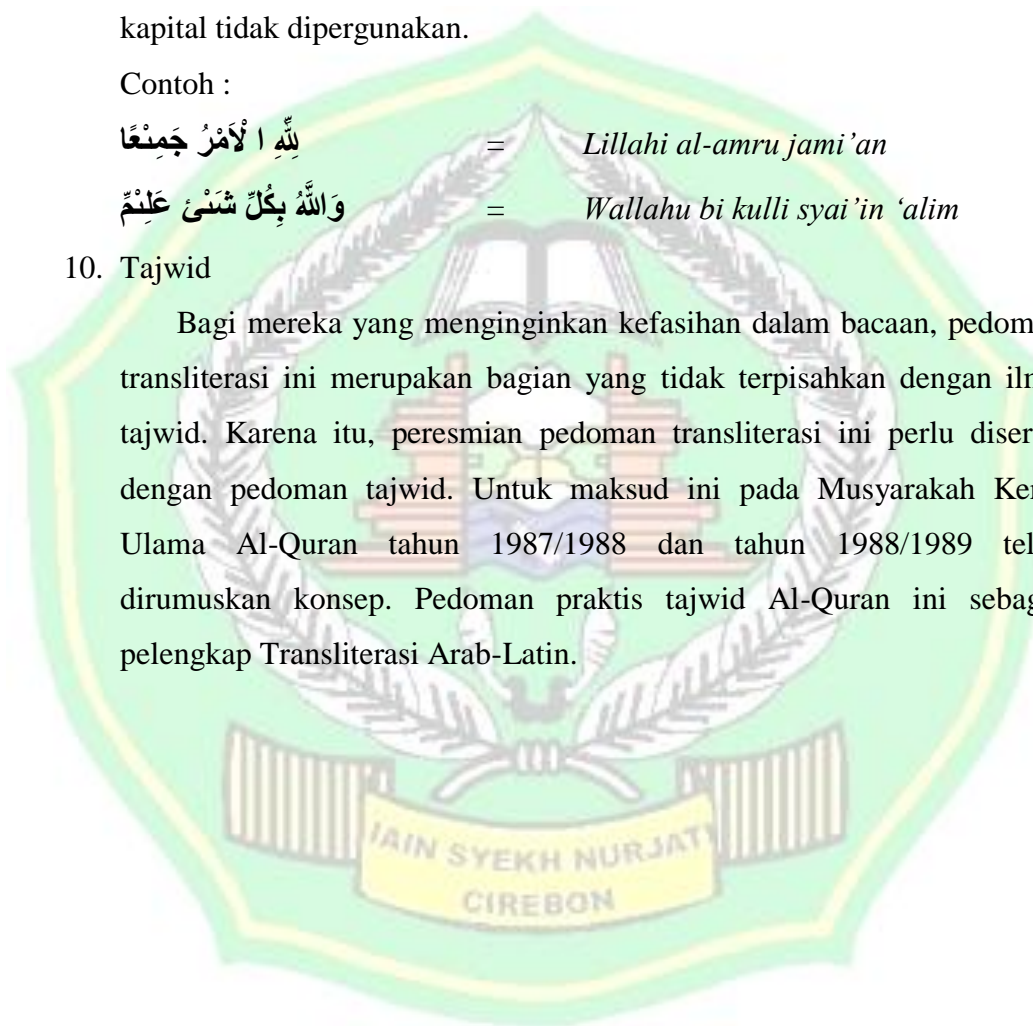 kapital tidak dipergunakan.
Contoh :
لِلّٰهِ ا لْاَمْرُ جَمِنْعًا = Lillahi al-amru jami’an
وَاللَّهُ بِكُلِّ شَىْئٍ عَلِىْمٌ = Wallahu bi kulli syai’in ‘alim
10. Tajwid
Bagi mereka yang menginginkan kefasihan dalam bacaan, pedom
transliterasi ini merupakan bagian yang tidak terpisahkan dengan iln
tajwid. Karena itu, peresmian pedoman transliterasi ini perlu diser
dengan pedoman tajwid. Untuk maksud ini pada Musyarakah Ker
Ulama Al-Quran tahun 1987/1988 dan tahun 1988/1989 tel
dirumuskan konsep. Pedoman praktis tajwid Al-Quran ini sebag
pelengkap Transliterasi Arab-Latin.
IAIN SYEKH NURJATI
CIREBON